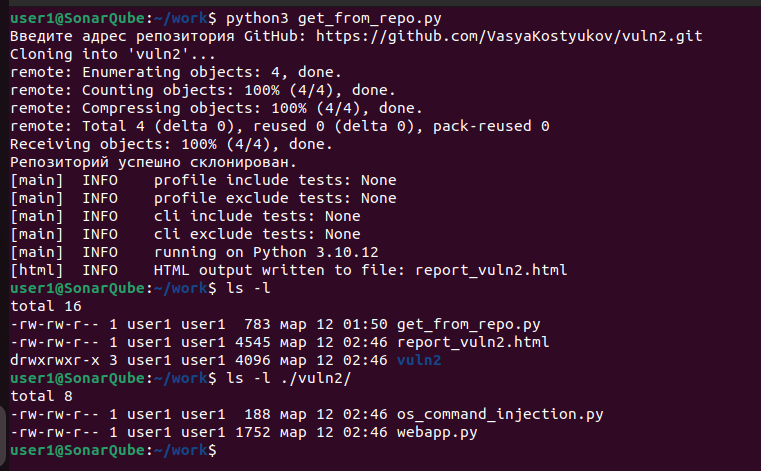 user1@SonarQube:~/work$ python3 get_from_repo.py
Введите адрес репозитория GitHub: https://github.com/VasyaKostyukov/vuln2.git
Cloning into 'vuln2'...
remote: Enumerating objects: 4, done.
remote: Counting objects: 100% (4/4), done.
remote: Compressing objects: 100% (4/4), done.
remote: Total 4 (delta 0), reused 0 (delta 0), pack-reused 0
Receiving objects: 100% (4/4), done.
Репозиторий успешно склонирован.
[main]  INFO    profile include tests: None
[main]  INFO    profile exclude tests: None
[main]  INFO    cli include tests: None
[main]  INFO    cli exclude tests: None
[main]  INFO    running on Python 3.10.12
[html]  INFO    HTML output written to file: report_vuln2.html
user1@SonarQube:~/work$ ls -l
total 16
-rw-rw-r-- 1 user1 user1  783 мар 12 01:50 get_from_repo.py
-rw-rw-r-- 1 user1 user1 4545 мар 12 02:46 report_vuln2.html
drwxrwxr-x 3 user1 user1 4096 мар 12 02:46 vuln2
user1@SonarQube:~/work$ ls -l ./vuln2/
total 8
-rw-rw-r-- 1 user1 user1  188 мар 12 02:46 os_command_injection.py
-rw-rw-r-- 1 user1 user1 1752 мар 12 02:46 webapp.py
user1@SonarQube:~/work$